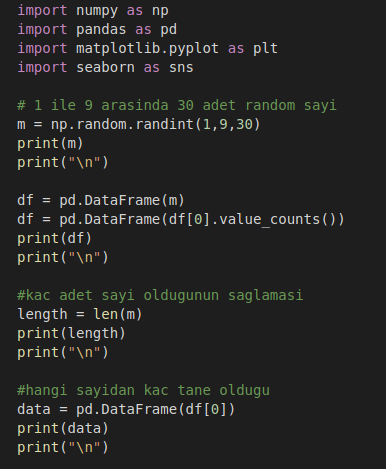 import numpy as np
import pandas as pd
import matplotlib.pyplot as plt
import seaborn as sns
# 1 ile 9 arasinda 30 adet random sayi
m = np.random.randint(1,9,30)
print(m)
print("\n")
df = pd.DataFrame(m)
df = pd.DataFrame(df[0].value_counts())
print(df)
print("\n")
#kac adet sayi oldugunun saglamasi
length = len(m)
print(length)
print("\n")
#hangi sayidan kac tane oldugu
data = pd.DataFrame(df[0])
print(data)
print("\n")